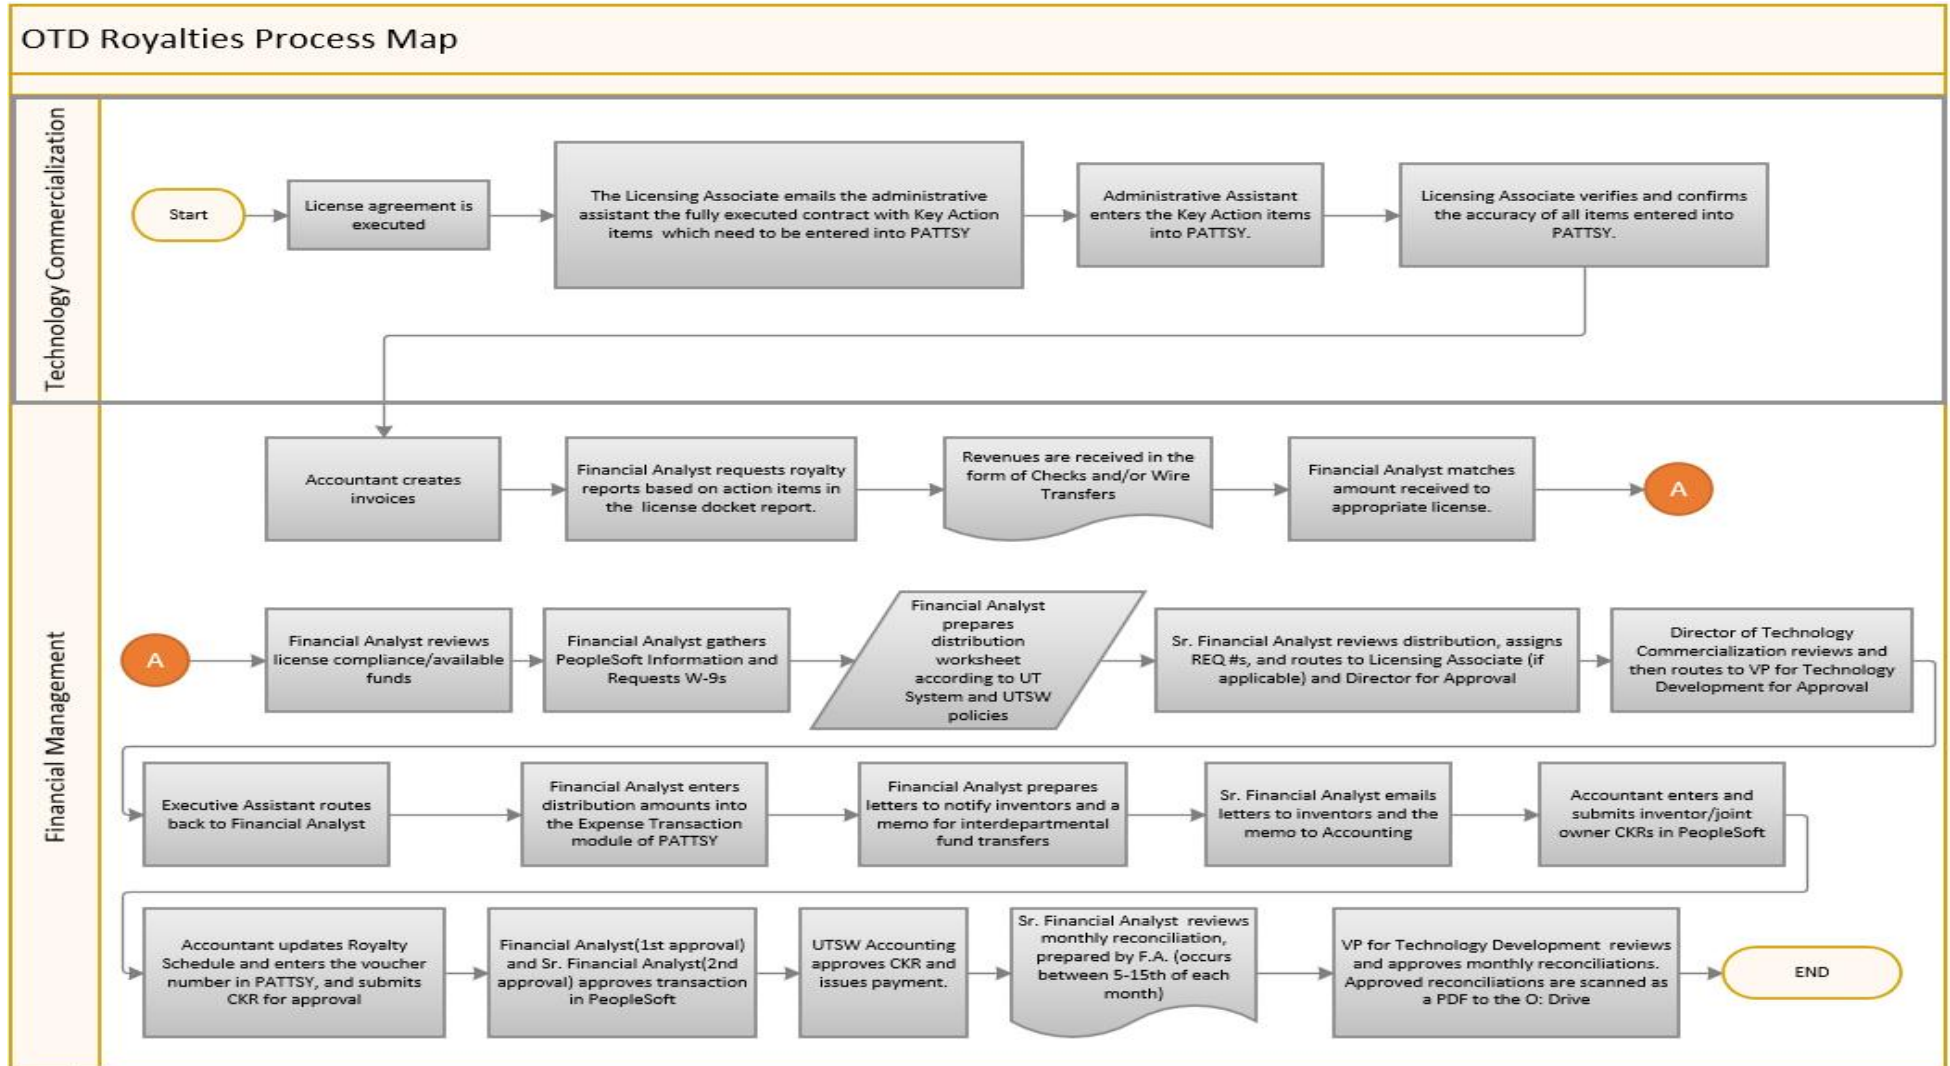 OTD Royalties Process Map
Technology Commercialization
Start
License agreement is
executed
The Licensing Associate emails the administrative
assistant the fully executed contract with Key Action
items which need to be entered into PATTSY
Administrative Assistant
enters the Key Action items
into PATTSY.
Licensing Associate verifies and confirms
the accuracy of all items entered into
PATTSY.
Financial Management
Accountant creates
invoices
Financial Analyst requests royalty
reports based on action items in
the license docket report.
Revenues are received in the
form of Checks and/or Wire
Transfers
Financial Analyst matches
amount received to
appropriate license.
A
A
Financial Analyst reviews
license compliance/available
funds
Financial Analyst gathers
PeopleSoft Information and
Requests W-9s
Financial Analyst
prepares
distribution
worksheet
according to UT
System and UTSW
policies
Sr. Financial Analyst reviews distribution, assigns
REQ #s, and routes to Licensing Associate (if
applicable) and Director for Approval
Director of Technology
Commercialization reviews and
then routes to VP for Technology
Development for Approval
Executive Assistant routes
back to Financial Analyst
Financial Analyst enters
distribution amounts into
the Expense Transaction
module of PATTSY
Financial Analyst prepares
letters to notify inventors and a
memo for interdepartmental
fund transfers
Sr. Financial Analyst emails
letters to inventors and the
memo to Accounting
Accountant enters and
submits inventor/joint
owner CKRs in PeopleSoft
Accountant updates Royalty
Schedule and enters the voucher
number in PATTSY, and submits
CKR for approval
Financial Analyst(1st approval)
and Sr. Financial Analyst(2nd
approval) approves transaction
in PeopleSoft
UTSW Accounting
approves CKR and
issues payment.
Sr. Financial Analyst reviews
monthly reconciliation,
prepared by F.A. (occurs
between 5-15th of each
month)
VP for Technology Development reviews
and approves monthly reconciliations.
Approved reconciliations are scanned as
a PDF to the O: Drive
END